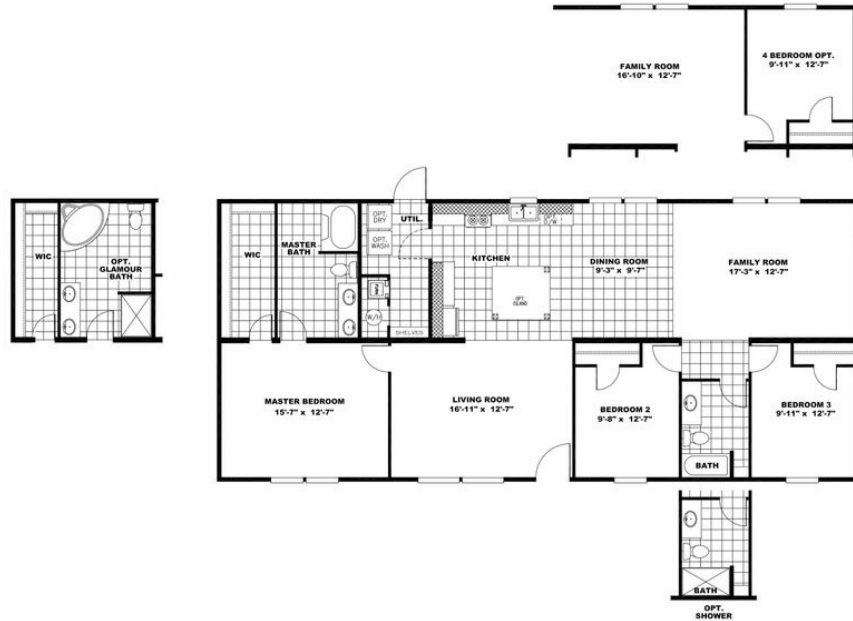 FAMILY ROOM
16'-10" x 12'-7"
4 BEDROOM OPT.
9'-11" x 12'-7"
WIC
OPT.
GLAMOUR
BATH
WIC
MASTER
BATH
OPT.
DRY
OPT.
WASH
UTIL.
W/H
SHELVES
KITCHEN
D/W
OPT.
ISLAND
DINING ROOM
9'-3" x 9'-7"
FAMILY ROOM
17'-3" x 12'-7"
MASTER BEDROOM
15'-7" x 12'-7"
LIVING ROOM
16'-11" x 12'-7"
BEDROOM 2
9'-8" x 12'-7"
BATH
BEDROOM 3
9'-11" x 12'-7"
BATH
OPT.
SHOWER